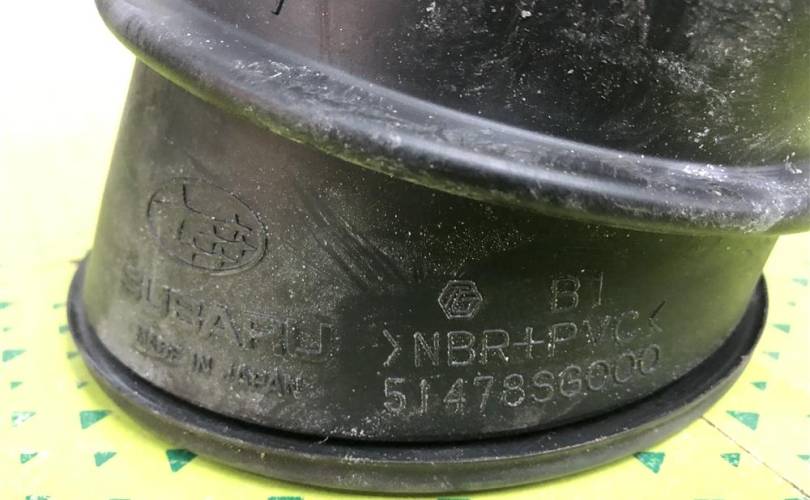 SUBARU
MADE IN JAPAN
B1
>NBR+PVC<
51478SG000